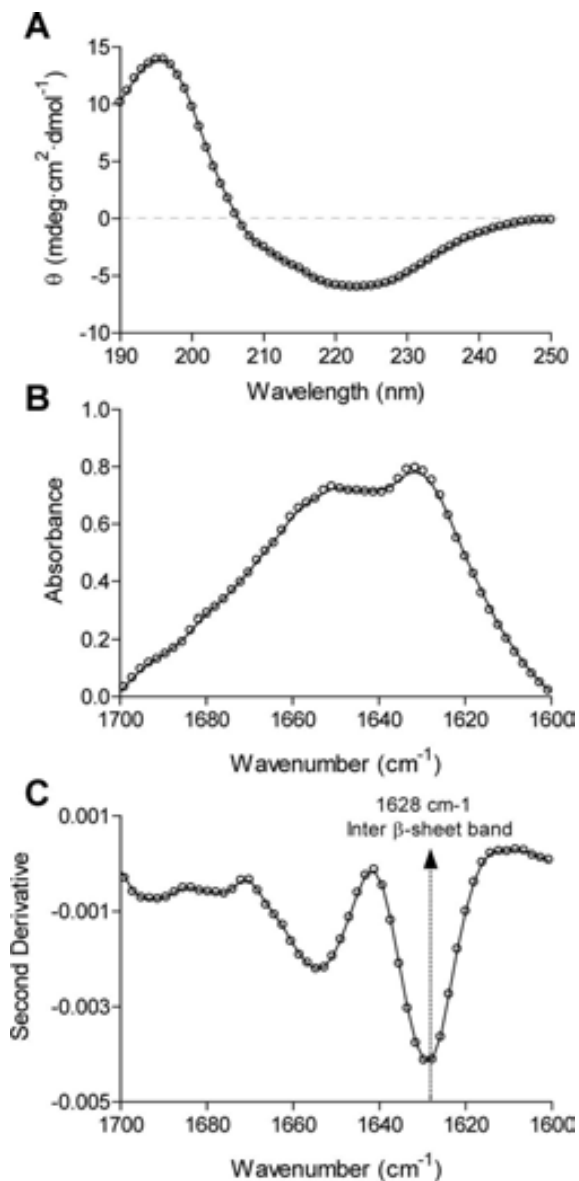 A
15
10
5
0
-5
-10
θ (mdeg·cm²·dmol⁻¹)
190 200 210 220 230 240 250
Wavelength (nm)
B
1.0
0.8
0.6
0.4
0.2
0.0
Absorbance
1700 1680 1660 1640 1620 1600
Wavenumber (cm⁻¹)
C
1628 cm-1
Inter β-sheet band
0.001
-0.001
-0.003
-0.005
Second Derivative
1700 1680 1660 1640 1620 1600
Wavenumber (cm⁻¹)